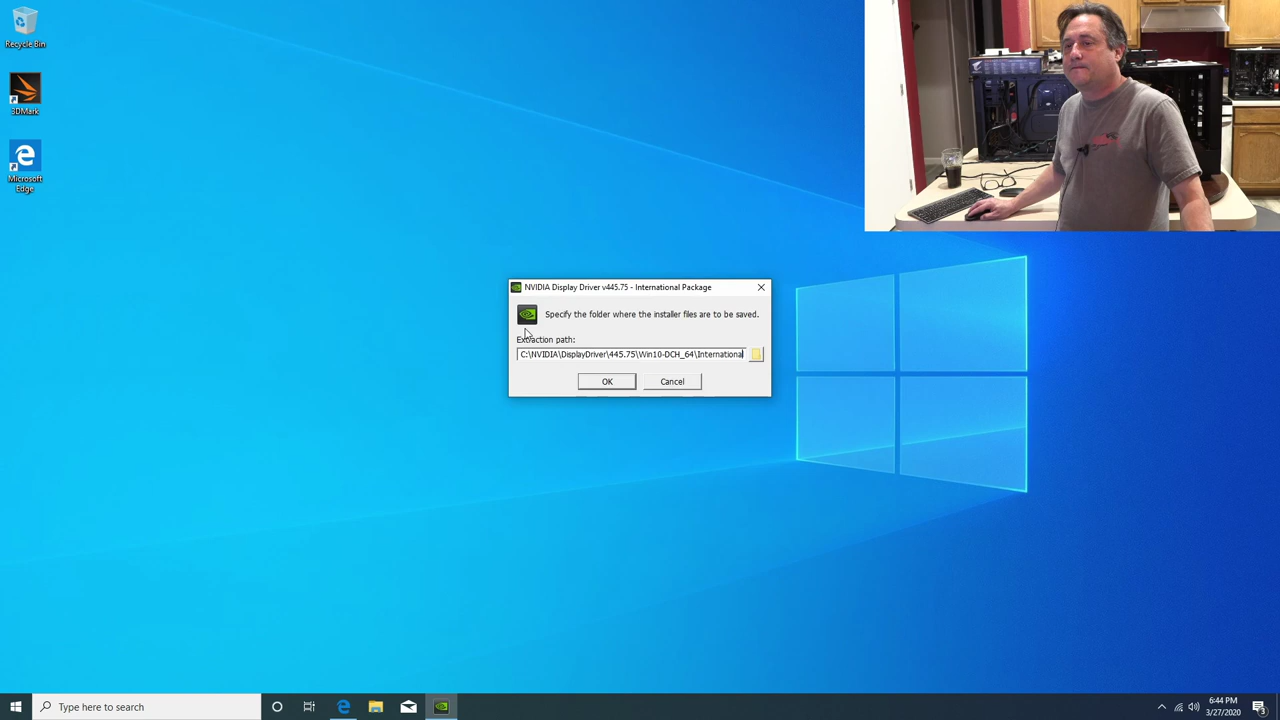 Recycle Bin
3DMark
Microsoft
Edge
NVIDIA Display Driver v445.75 - International Package
Specify the folder where the installer files are to be saved.
Extraction path:
C:\NVIDIA\DisplayDriver\445.75\Win10-DCH_64\International
OK
Cancel
Type here to search
6:44 PM
3/27/2020
3